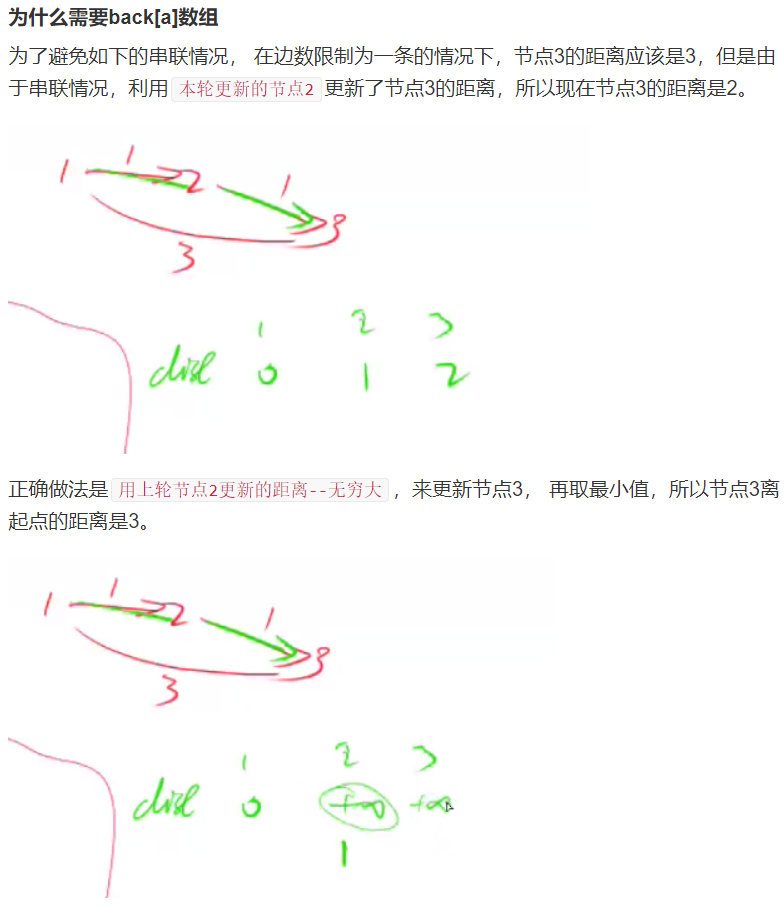 为什么需要back[a]数组
为了避免如下的串联情况， 在边数限制为一条的情况下，节点3的距离应该是3，但是由
于串联情况，利用 本轮更新的节点2 更新了节点3的距离，所以现在节点3的距离是2。
1 1 2 1 3
3
1 2 3
dist 0 1 2
正确做法是 用上轮节点2更新的距离--无穷大 ，来更新节点3， 再取最小值，所以节点3离
起点的距离是3。
1 1 2 1 3
3
1 2 3
dist 0 +∞ +∞
1